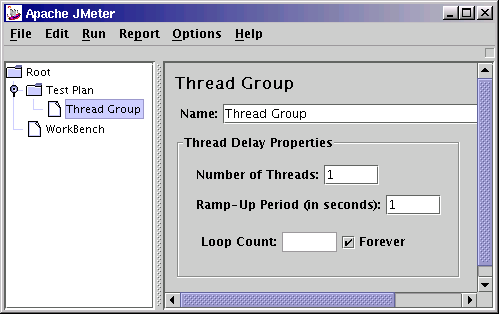 Apache JMeter
File Edit Run Report Options Help
Root
Test Plan
Thread Group
WorkBench
Thread Group
Name: Thread Group
Thread Delay Properties
Number of Threads: 1
Ramp-Up Period (in seconds): 1
Loop Count: Forever